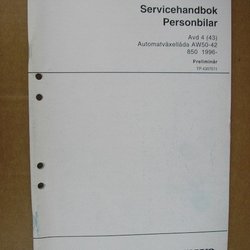 Servicehandbok
Personbilar
Avd 4 (43)
Automatväxellåda AW50-42
850 1996-
Preliminär